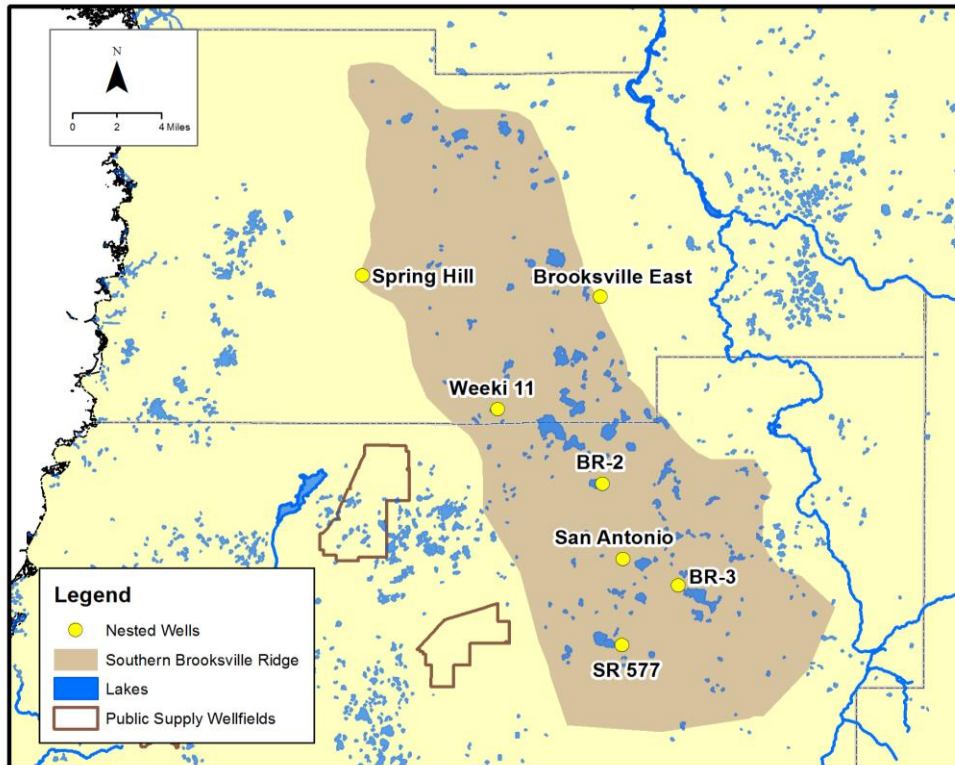 N
0 2 4 Miles
Spring Hill
Brooksville East
Weeki 11
BR-2
San Antonio
BR-3
SR 577
Legend
Nested Wells
Southern Brooksville Ridge
Lakes
Public Supply Wellfields